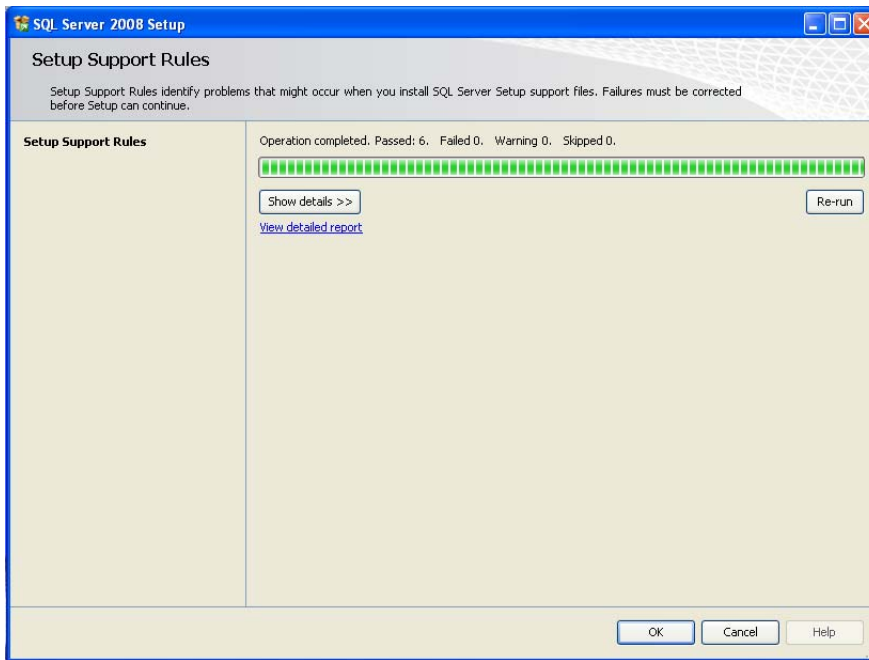 SQL Server 2008 Setup
Setup Support Rules
Setup Support Rules identify problems that might occur when you install SQL Server Setup support files. Failures must be corrected
before Setup can continue.
Setup Support Rules
Operation completed. Passed: 6.   Failed 0.   Warning 0.   Skipped 0.
Show details >>
Re-run
View detailed report
OK
Cancel
Help